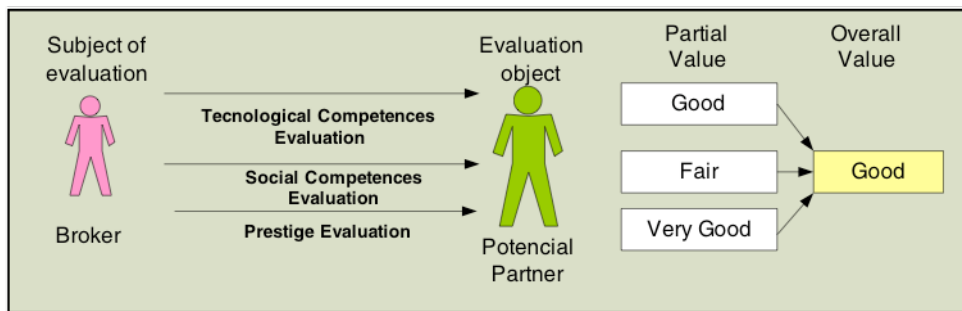 Subject of
evaluation
Broker
Tecnological Competences
Evaluation
Social Competences
Evaluation
Prestige Evaluation
Evaluation
object
Potencial
Partner
Partial
Value
Good
Fair
Very Good
Overall
Value
Good